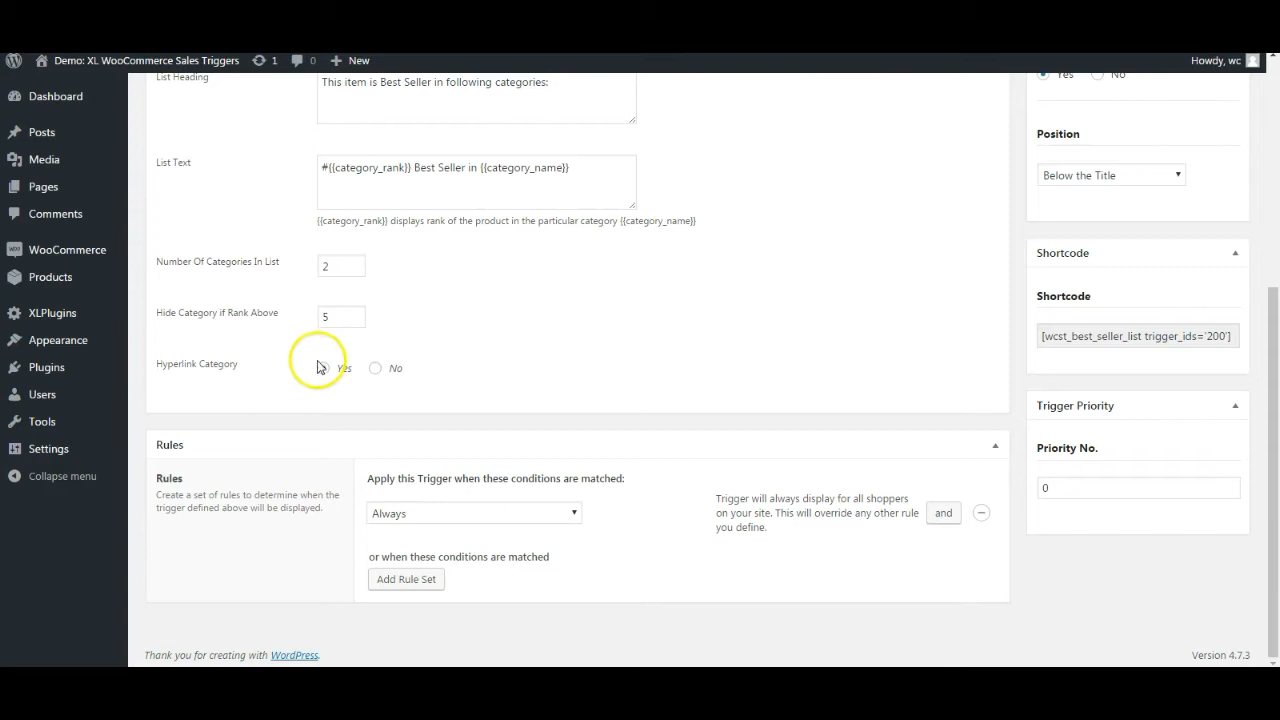 Demo: XL WooCommerce Sales Triggers 1 0 New Howdy, wc
Dashboard
Posts
Media
Pages
Comments
WooCommerce
Products
XLPlugins
Appearance
Plugins
Users
Tools
Settings
Collapse menu
List Heading
This item is Best Seller in following categories:
List Text
#{{category_rank}} Best Seller in {{category_name}}
{{category_rank}} displays rank of the product in the particular category {{category_name}}
Number Of Categories In List
2
Hide Category if Rank Above
5
Hyperlink Category
Yes No
Rules
Rules
Create a set of rules to determine when the
trigger defined above will be displayed.
Apply this Trigger when these conditions are matched:
Always
Trigger will always display for all shoppers
on your site. This will override any other rule
you define.
and
or when these conditions are matched
Add Rule Set
Yes No
Position
Below the Title
Shortcode
Shortcode
[wcst_best_seller_list trigger_ids='200']
Trigger Priority
Priority No.
0
Thank you for creating with WordPress.
Version 4.7.3